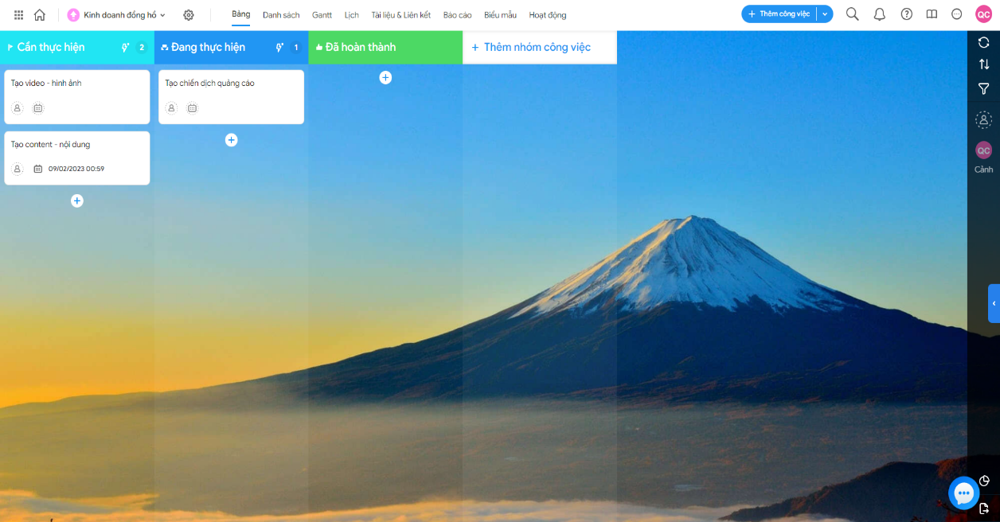 Kinh doanh đồng hồ
Bảng
Danh sách
Gantt
Lịch
Tài liệu & Liên kết
Báo cáo
Biểu mẫu
Hoạt động
+ Thêm công việc
QC
Cần thực hiện
2
Đang thực hiện
1
Đã hoàn thành
+ Thêm nhóm công việc
Tạo video - hình ảnh
Tạo chiến dịch quảng cáo
Tạo content - nội dung
09/02/2023 00:59
QC
Cảnh